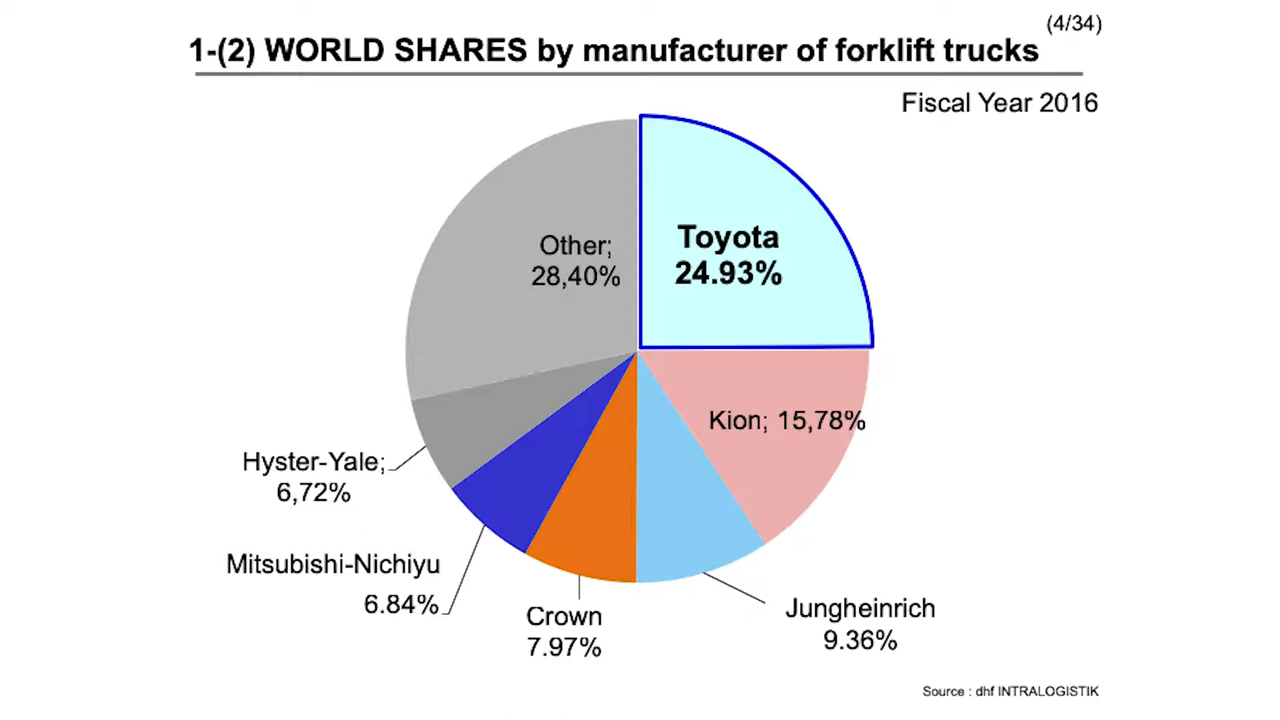 (4/34)
1-(2) WORLD SHARES by manufacturer of forklift trucks
Fiscal Year 2016
Other;
28,40%
Toyota
24.93%
Kion; 15,78%
Hyster-Yale;
6,72%
Mitsubishi-Nichiyu
6.84%
Crown
7.97%
Jungheinrich
9.36%
Source : dhf INTRALOGISTIK